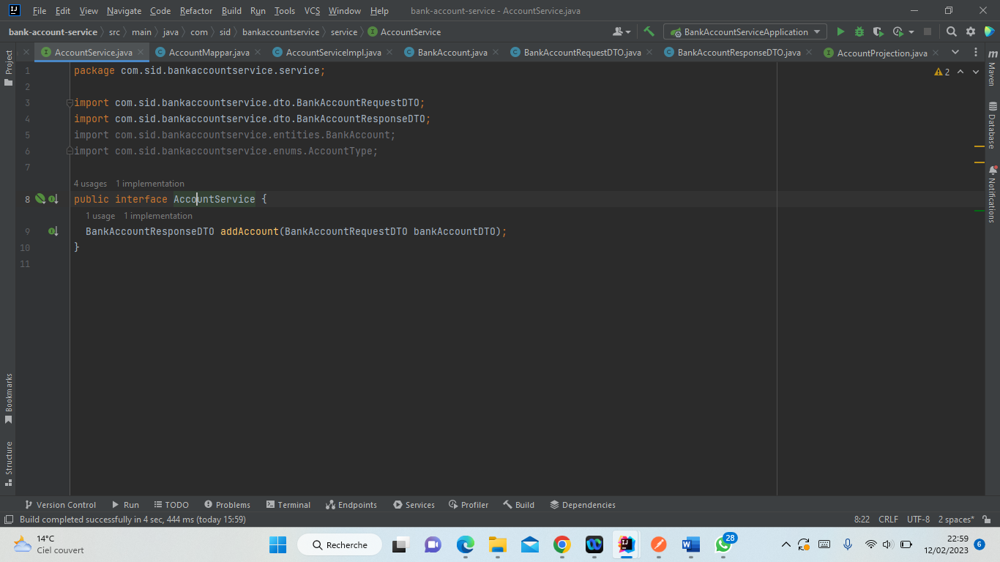 File Edit View Navigate Code Refactor Build Run Tools VCS Window Help bank-account-service - AccountService.java
bank-account-service src main java com sid bankaccountservice service AccountService BankAccountServiceApplication
AccountService.java AccountMappar.java AccountServiceImpl.java BankAccount.java BankAccountRequestDTO.java BankAccountResponseDTO.java AccountProjection.java
Project
Maven
Database
Notifications
2
1 package com.sid.bankaccountservice.service;
2
3 import com.sid.bankaccountservice.dto.BankAccountRequestDTO;
4 import com.sid.bankaccountservice.dto.BankAccountResponseDTO;
5 import com.sid.bankaccountservice.entities.BankAccount;
6 import com.sid.bankaccountservice.enums.AccountType;
7
4 usages 1 implementation
8 public interface AccountService {
1 usage 1 implementation
9 BankAccountResponseDTO addAccount(BankAccountRequestDTO bankAccountDTO);
10 }
11
Bookmarks
Structure
Version Control Run TODO Problems Terminal Endpoints Services Profiler Build Dependencies
Build completed successfully in 4 sec, 444 ms (today 15:59) 8:22 CRLF UTF-8 2 spaces*
14°C
Ciel couvert
Recherche
28
22:59
12/02/2023
6